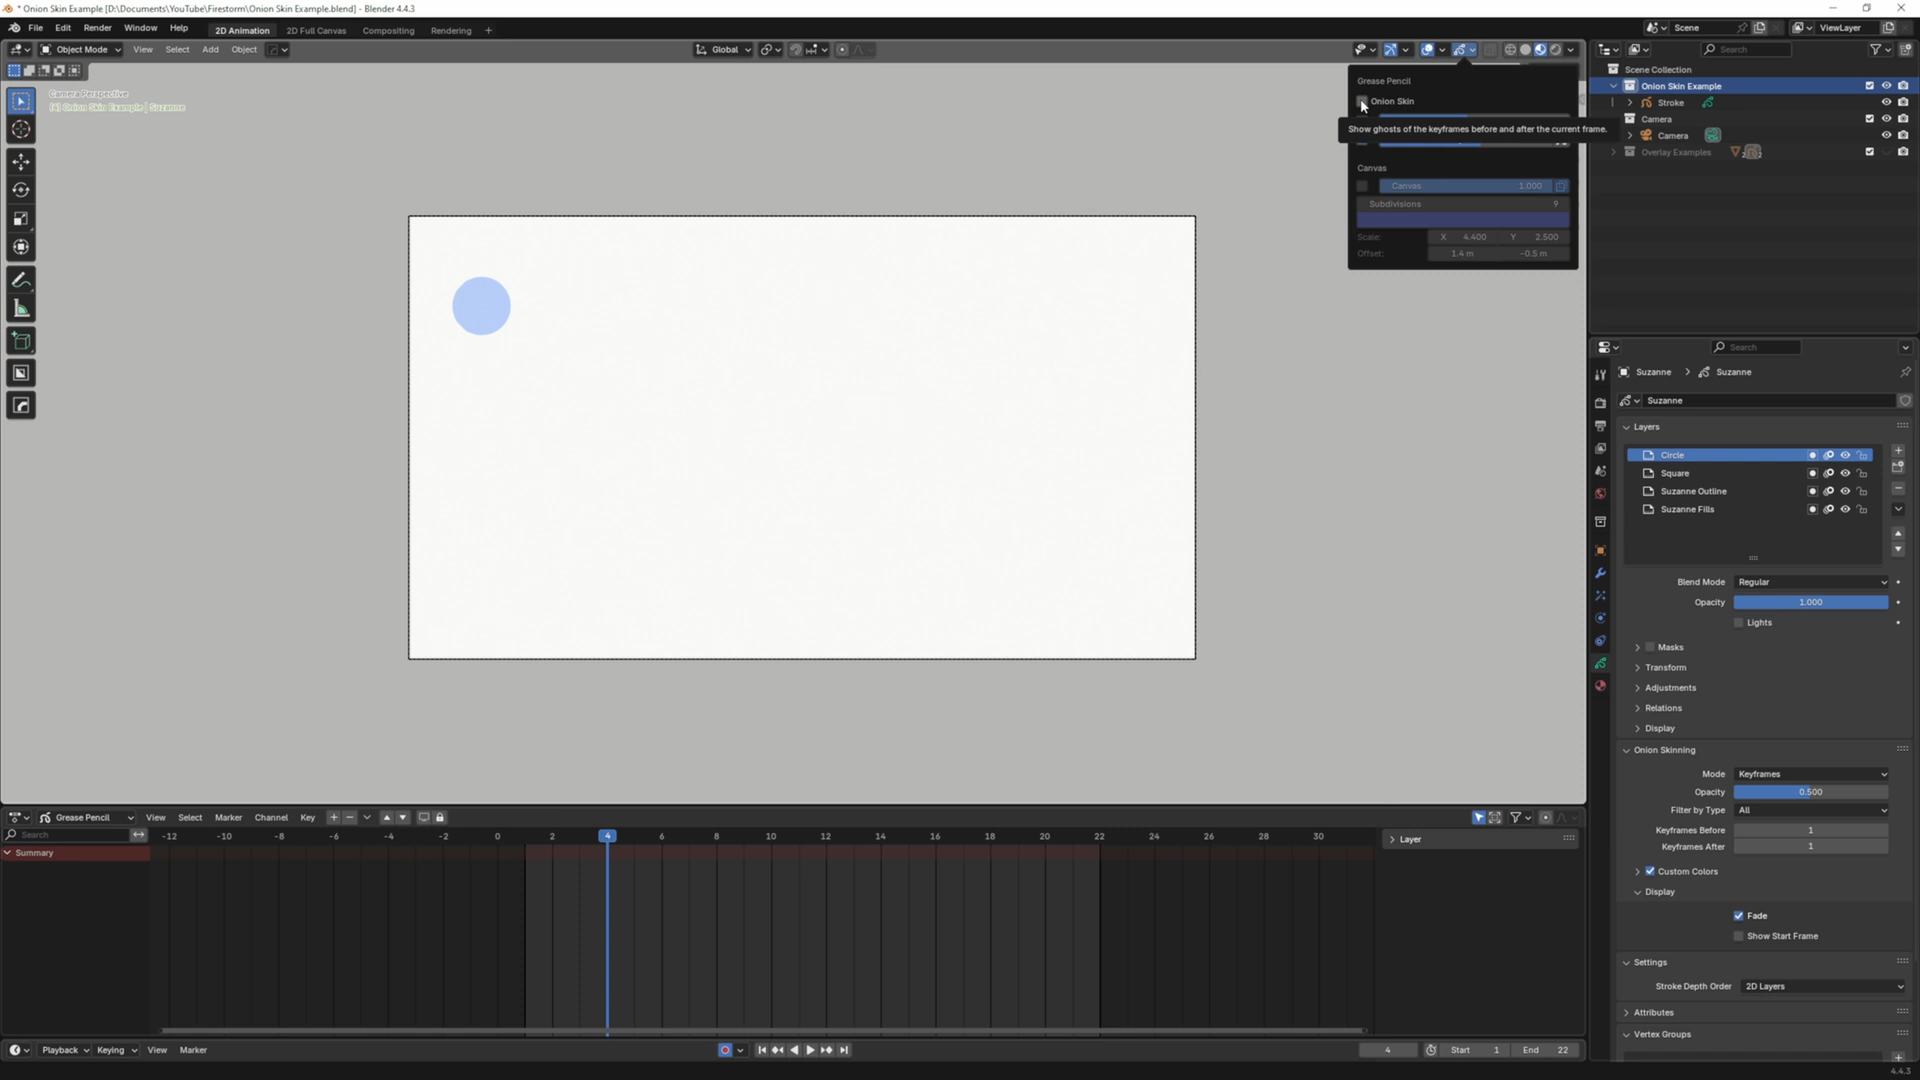 * Onion Skin Example [D:\Documents\YouTube\Firestorm\Onion Skin Example.blend] - Blender 4.4.3
File Edit Render Window Help 2D Animation 2D Full Canvas Compositing Rendering + Scene ViewLayer
Object Mode View Select Add Object Global Search
Camera Perspective
(4) Onion Skin Example | Suzanne
Grease Pencil
Onion Skin
Show ghosts of the keyframes before and after the current frame.
Canvas
Canvas 1.000
Subdivisions 9
Scale: X 4.400 Y 2.500
Offset: 1.4 m -0.5 m
Scene Collection
Onion Skin Example
Stroke
Camera
Camera
Overlay Examples
Search
Suzanne > Suzanne
Suzanne
Layers
Circle
Square
Suzanne Outline
Suzanne Fills
Blend Mode Regular
Opacity 1.000
Lights
Masks
Transform
Adjustments
Relations
Display
Onion Skinning
Mode Keyframes
Opacity 0.500
Filter by Type All
Keyframes Before 1
Keyframes After 1
Custom Colors
Display
Fade
Show Start Frame
Settings
Stroke Depth Order 2D Layers
Attributes
Vertex Groups
Grease Pencil View Select Marker Channel Key
Search -12 -10 -8 -6 -4 -2 0 2 4 6 8 10 12 14 16 18 20 22 24 26 28 30 Layer
Summary
Playback Keying View Marker 4 Start 1 End 22
4.4.3